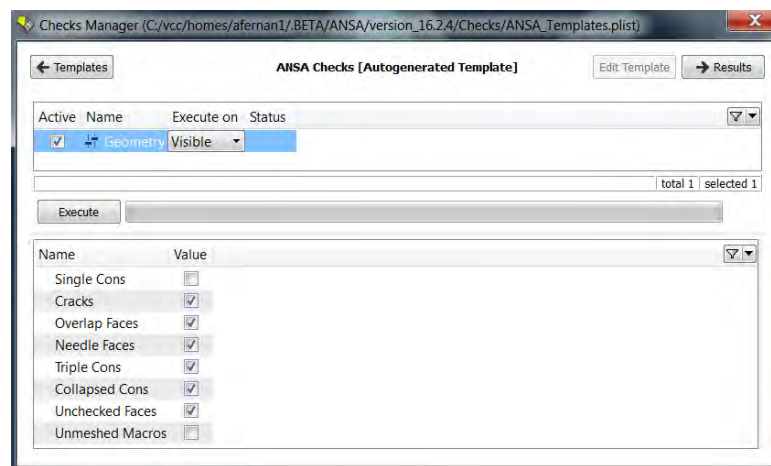 Checks Manager (C:/vcc/homes/afernan1/.BETA/ANSA/version_16.2.4/Checks/ANSA_Templates.plist)
Templates
ANSA Checks [Autogenerated Template]
Edit Template
Results
Active Name Execute on Status
Geometry Visible
total 1 selected 1
Execute
Name Value
Single Cons
Cracks
Overlap Faces
Needle Faces
Triple Cons
Collapsed Cons
Unchecked Faces
Unmeshed Macros